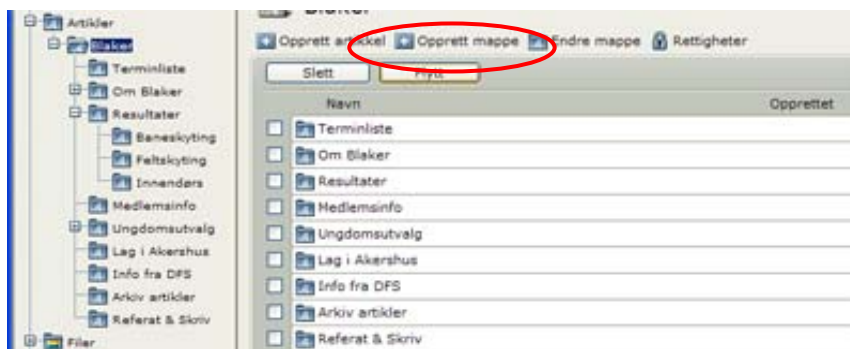 Artikler
Blaker
Terminliste
Om Blaker
Resultater
Baneskyting
Feltskyting
Innendørs
Medlemsinfo
Ungdomsutvalg
Lag i Akershus
Info fra DFS
Arkiv artikler
Referat & Skriv
Filer
Blaker
Opprett artikkel Opprett mappe Endre mappe Rettigheter
Slett Flytt
Navn Opprettet
Terminliste
Om Blaker
Resultater
Medlemsinfo
Ungdomsutvalg
Lag i Akershus
Info fra DFS
Arkiv artikler
Referat & Skriv